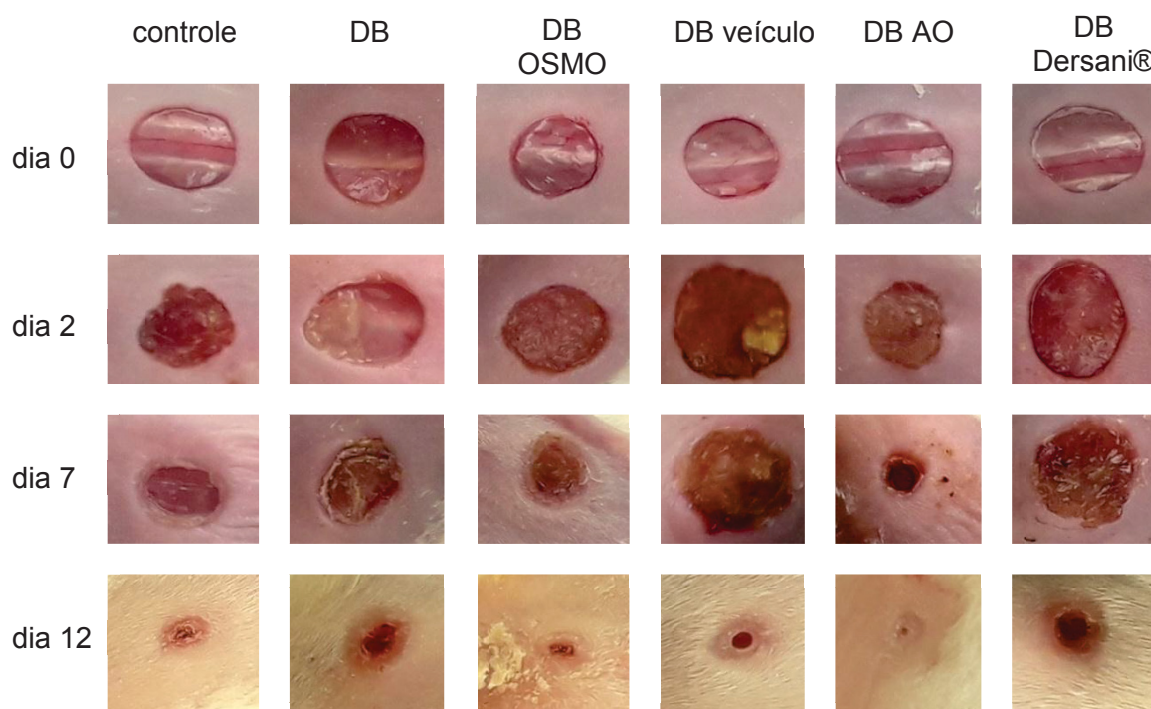 controle
DB
DB
OSMO
DB veículo
DB AO
DB
Dersani®
dia 0
dia 2
dia 7
dia 12